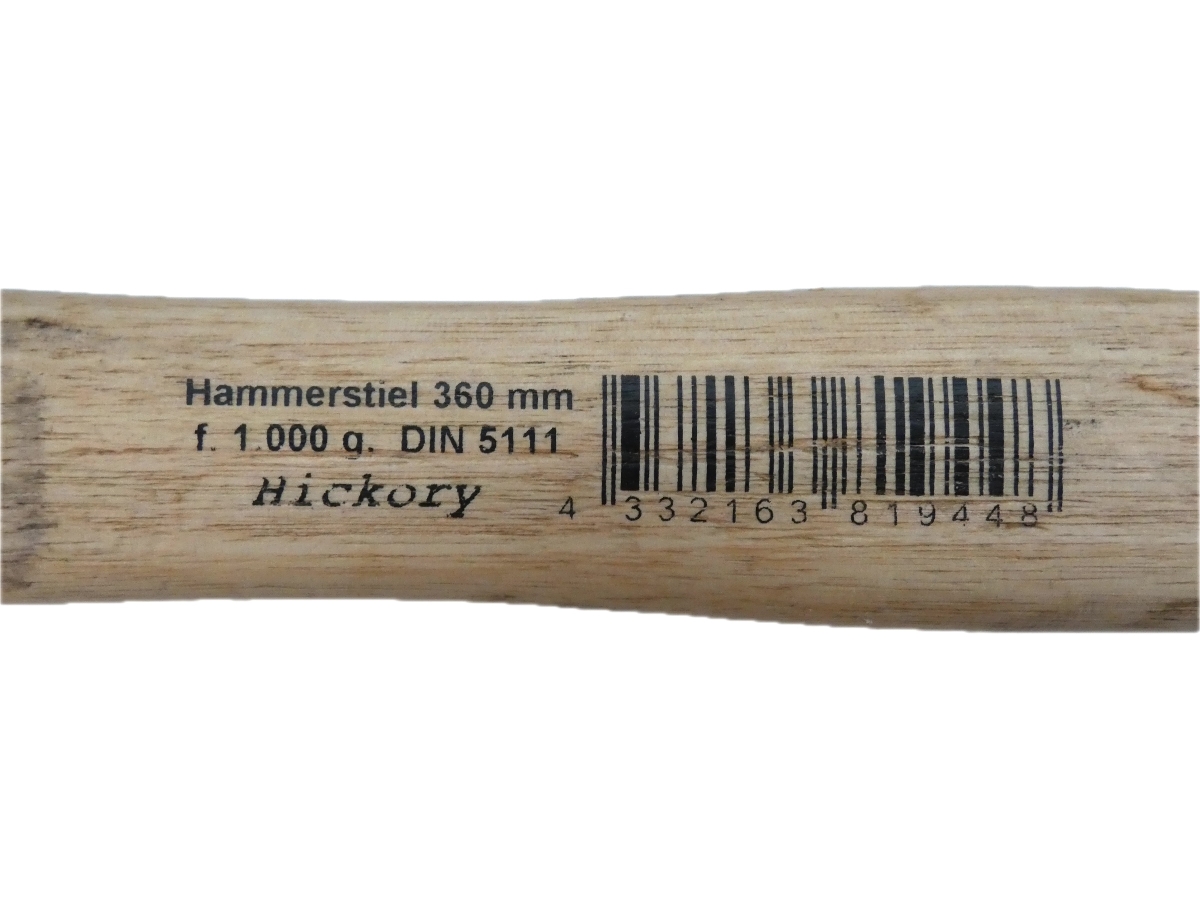 Hammerstiel 360 mm
f. 1.000 g. DIN 5111
Hickory
4 332163 819448